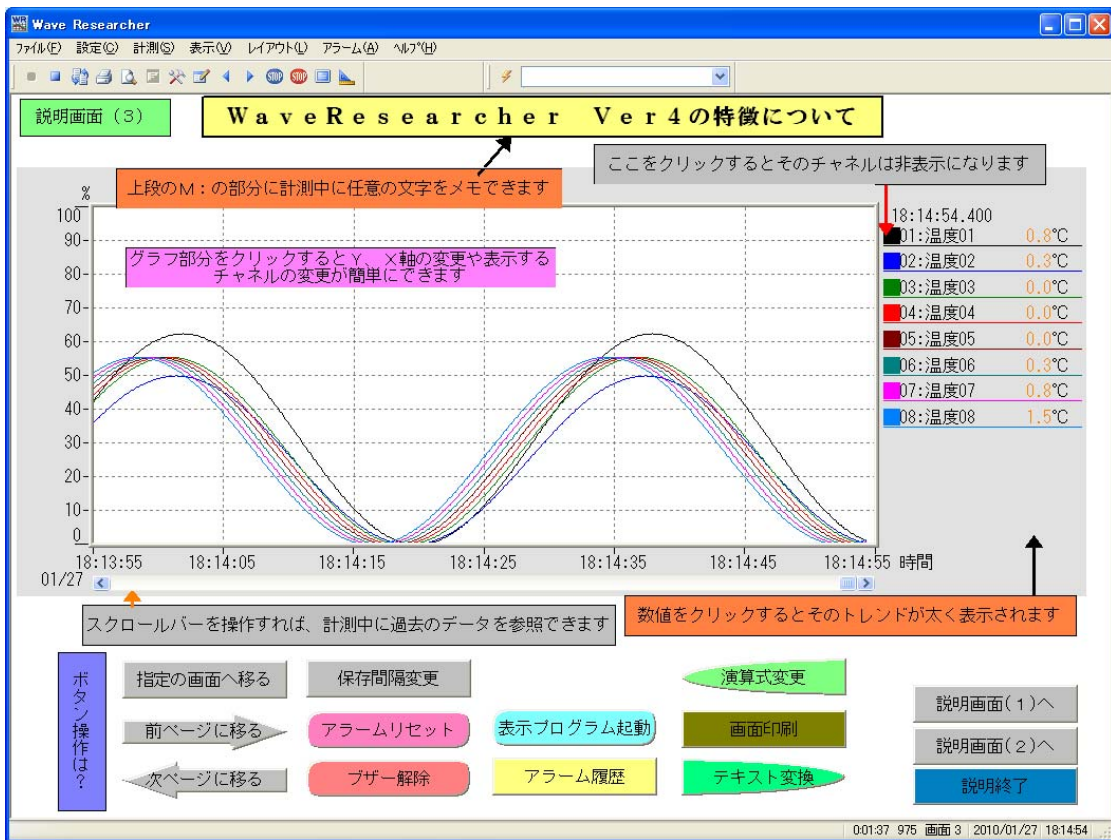 Wave Researcher
ファイル(F) 設定(C) 計測(S) 表示(V) レイアウト(L) アラーム(A) ヘルプ(H)
STOP STOP
説明画面（3）
ＷａｖｅＲｅｓｅａｒｃｈｅｒ　Ｖｅｒ４の特徴について
ここをクリックするとそのチャネルは非表示になります
上段のＭ：の部分に計測中に任意の文字をメモできます
グラフ部分をクリックするとＹ、Ｘ軸の変更や表示する
チャネルの変更が簡単にできます
%
100
90
80
70
60
50
40
30
20
10
0
18:13:55 18:14:05 18:14:15 18:14:25 18:14:35 18:14:45 18:14:55 時間
01/27
18:14:54.400
01:温度01 0.8℃
02:温度02 0.3℃
03:温度03 0.0℃
04:温度04 0.0℃
05:温度05 0.0℃
06:温度06 0.3℃
07:温度07 0.8℃
08:温度08 1.5℃
スクロールバーを操作すれば、計測中に過去のデータを参照できます
数値をクリックするとそのトレンドが太く表示されます
ボタン操作は？
指定の画面へ移る
保存間隔変更
演算式変更
前ページに移る
アラームリセット
表示プログラム起動
画面印刷
次ページに移る
ブザー解除
アラーム履歴
テキスト変換
説明画面(１)へ
説明画面(２)へ
説明終了
0:01:37 975 画面 3 2010/01/27 18:14:54